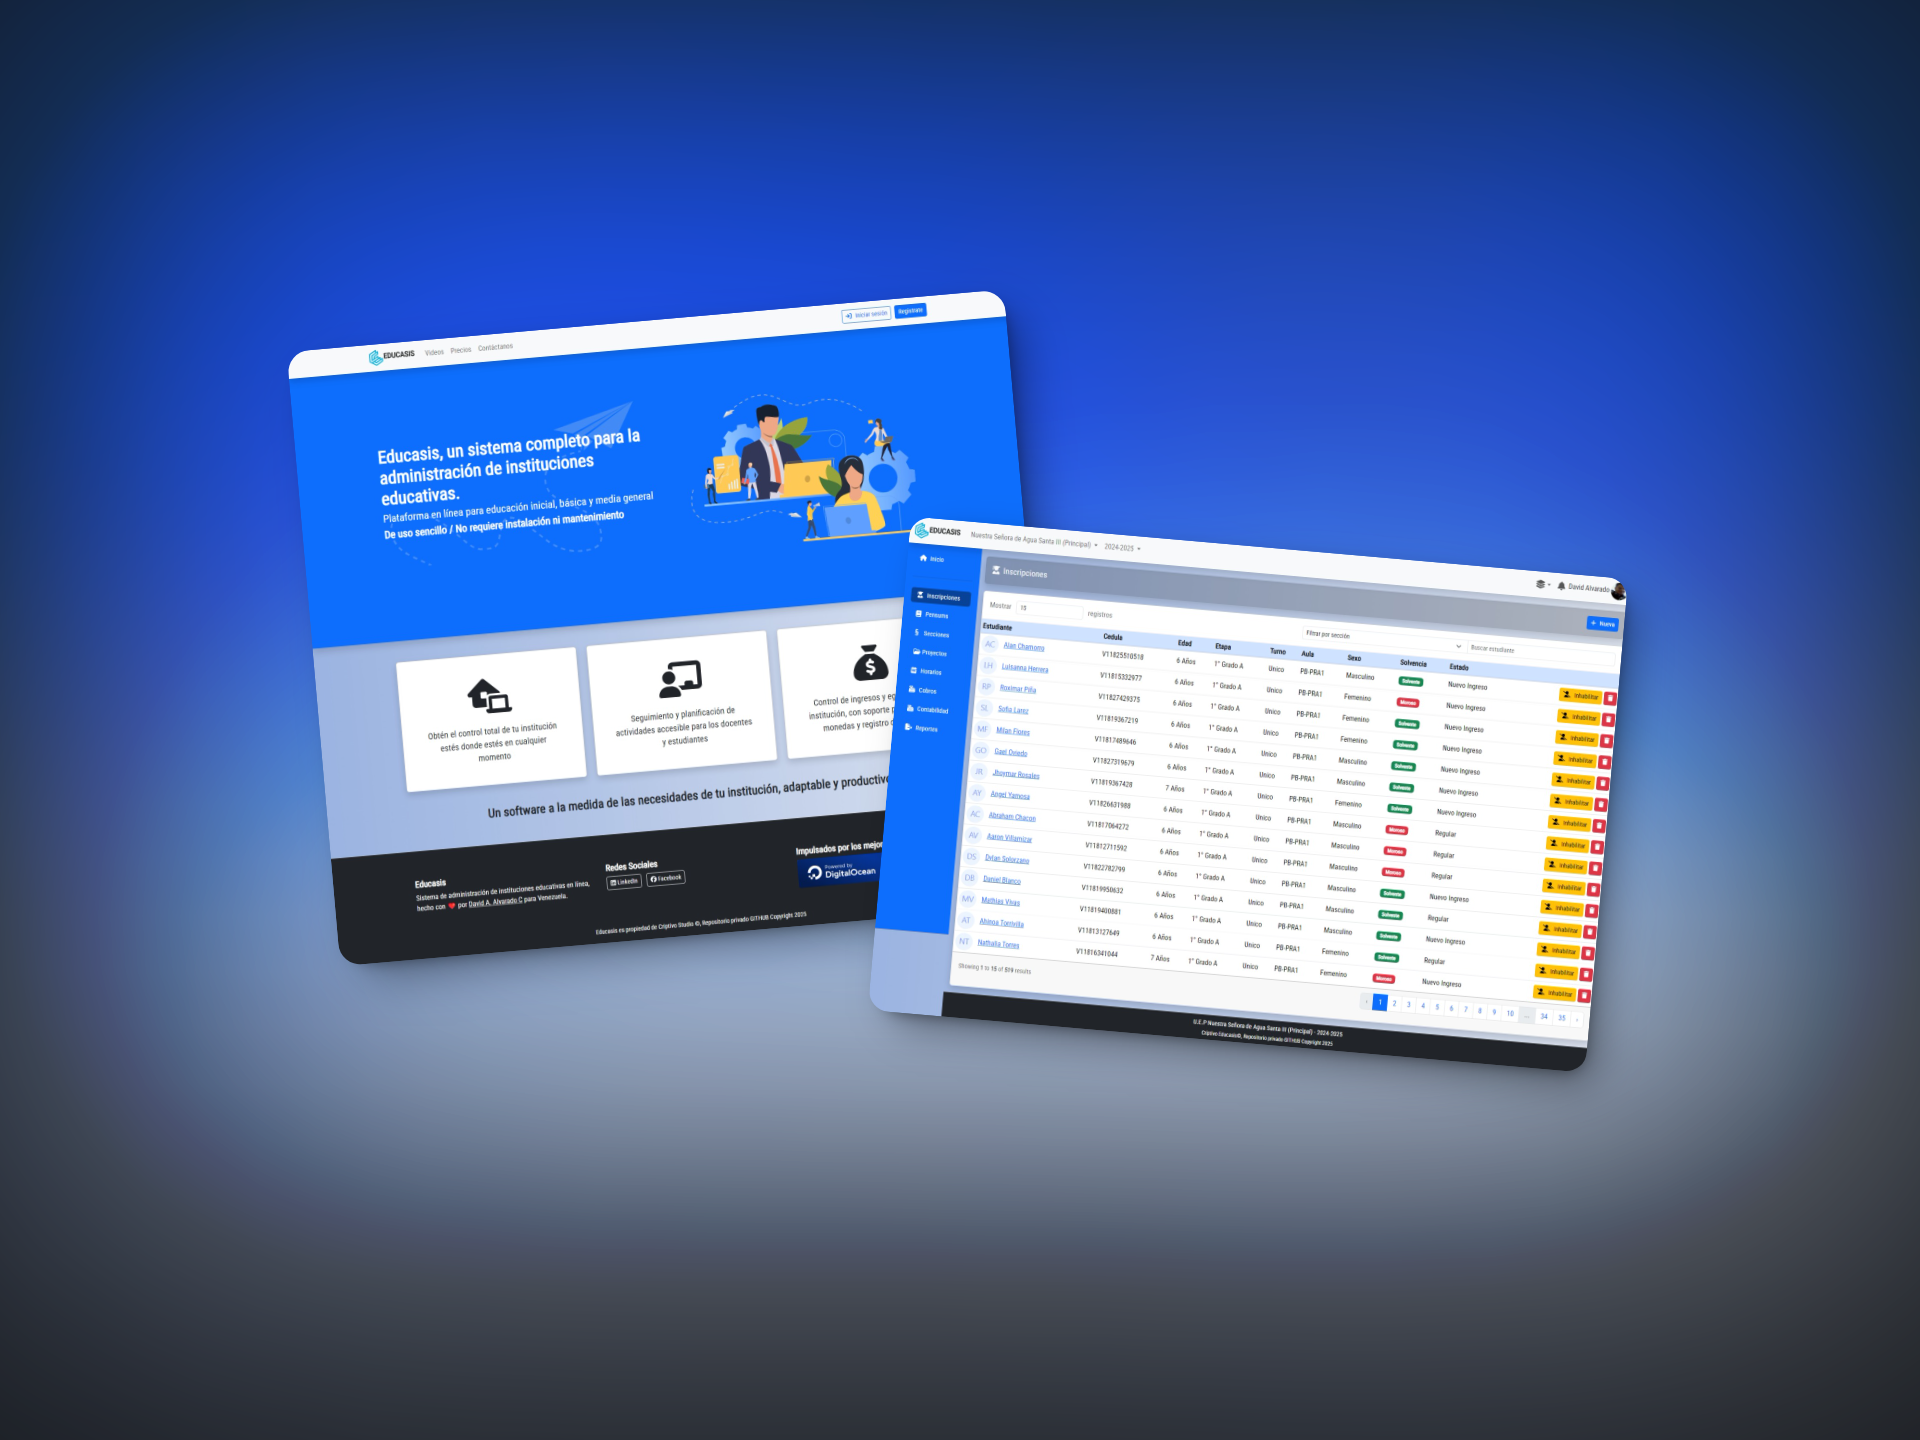 EDUCASIS Videos Precios Contáctanos
Iniciar sesión Regístrate
Educasis, un sistema completo para la
administración de instituciones
educativas.
Plataforma en línea para educación inicial, básica y media general
De uso sencillo / No requiere instalación ni mantenimiento
Obtén el control total de tu institución
estés donde estés en cualquier
momento
Seguimiento y planificación de
actividades accesible para los docentes
y estudiantes
Control de ingresos y eg
institución, con soporte p
monedas y registro d
Un software a la medida de las necesidades de tu institución, adaptable y productiv
Educasis
Sistema de administración de instituciones educativas en línea,
hecho con ❤ por David A. Alvarado C para Venezuela.
Redes Sociales
LinkedIn Facebook
Impulsados por los mejor
Powered by
DigitalOcean
Educasis es propiedad de Criptivo Studio ©, Repositorio privado GITHUB Copyright 2025
EDUCASIS Nuestra Señora de Agua Santa III (Principal) 2024-2025
David Alvarado
Inicio
Inscripciones
Pensums
Secciones
Proyectos
Horarios
Cobros
Contabilidad
Reportes
Inscripciones
+ Nueva
Mostrar 15 registros
Filtrar por sección Buscar estudiante
Estudiante Cedula Edad Etapa Turno Aula Sexo Solvencia Estado
AC Alan Chamorro V11825510518 6 Años 1° Grado A Unico PB-PRA1 Masculino Solvente Nuevo Ingreso Inhabilitar
LH Luisanna Herrera V11815332977 6 Años 1° Grado A Unico PB-PRA1 Femenino Moroso Nuevo Ingreso Inhabilitar
RP Roximar Piña V11827429375 6 Años 1° Grado A Unico PB-PRA1 Femenino Solvente Nuevo Ingreso Inhabilitar
SL Sofia Larez V11819367219 6 Años 1° Grado A Unico PB-PRA1 Femenino Solvente Nuevo Ingreso Inhabilitar
MF Milan Flores V11817489646 6 Años 1° Grado A Unico PB-PRA1 Masculino Solvente Nuevo Ingreso Inhabilitar
GO Gael Oviedo V11827319679 6 Años 1° Grado A Unico PB-PRA1 Masculino Solvente Nuevo Ingreso Inhabilitar
JR Jhoymar Rosales V11819367428 7 Años 1° Grado A Unico PB-PRA1 Femenino Solvente Nuevo Ingreso Inhabilitar
AY Angel Yamosa V11826631988 6 Años 1° Grado A Unico PB-PRA1 Masculino Moroso Regular Inhabilitar
AC Abraham Chacon V11817064272 6 Años 1° Grado A Unico PB-PRA1 Masculino Moroso Regular Inhabilitar
AV Aaron Villamizar V11812711592 6 Años 1° Grado A Unico PB-PRA1 Masculino Moroso Regular Inhabilitar
DS Dylan Solorzano V11822782799 6 Años 1° Grado A Unico PB-PRA1 Masculino Solvente Nuevo Ingreso Inhabilitar
DB Daniel Blanco V11819950632 6 Años 1° Grado A Unico PB-PRA1 Masculino Solvente Regular Inhabilitar
MV Mathias Vivas V11819400881 6 Años 1° Grado A Unico PB-PRA1 Masculino Solvente Nuevo Ingreso Inhabilitar
AT Ahinoa Torrivilla V11813127649 6 Años 1° Grado A Unico PB-PRA1 Femenino Solvente Regular Inhabilitar
NT Nathalia Torres V11816341044 7 Años 1° Grado A Unico PB-PRA1 Femenino Moroso Nuevo Ingreso Inhabilitar
Showing 1 to 15 of 519 results
‹ 1 2 3 4 5 6 7 8 9 10 ... 34 35 ›
U.E.P Nuestra Señora de Agua Santa III (Principal) - 2024-2025
Criptivo Educasis©, Repositorio privado GITHUB Copyright 2025